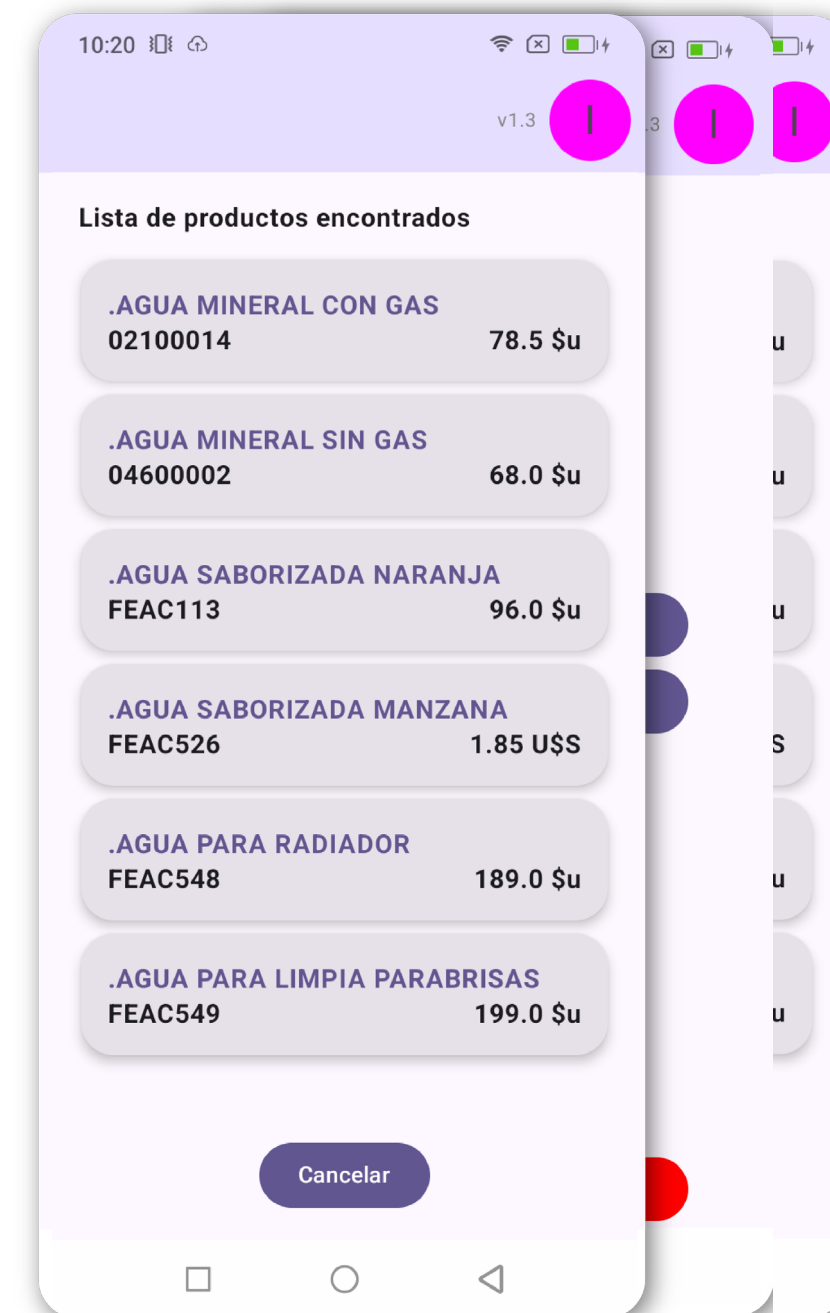 10:20
v1.3
I
.3
I
I
Lista de productos encontrados
.AGUA MINERAL CON GAS
02100014 78.5 $u
u
.AGUA MINERAL SIN GAS
04600002 68.0 $u
u
.AGUA SABORIZADA NARANJA
FEAC113 96.0 $u
u
.AGUA SABORIZADA MANZANA
FEAC526 1.85 U$S
S
.AGUA PARA RADIADOR
FEAC548 189.0 $u
u
.AGUA PARA LIMPIA PARABRISAS
FEAC549 199.0 $u
u
Cancelar